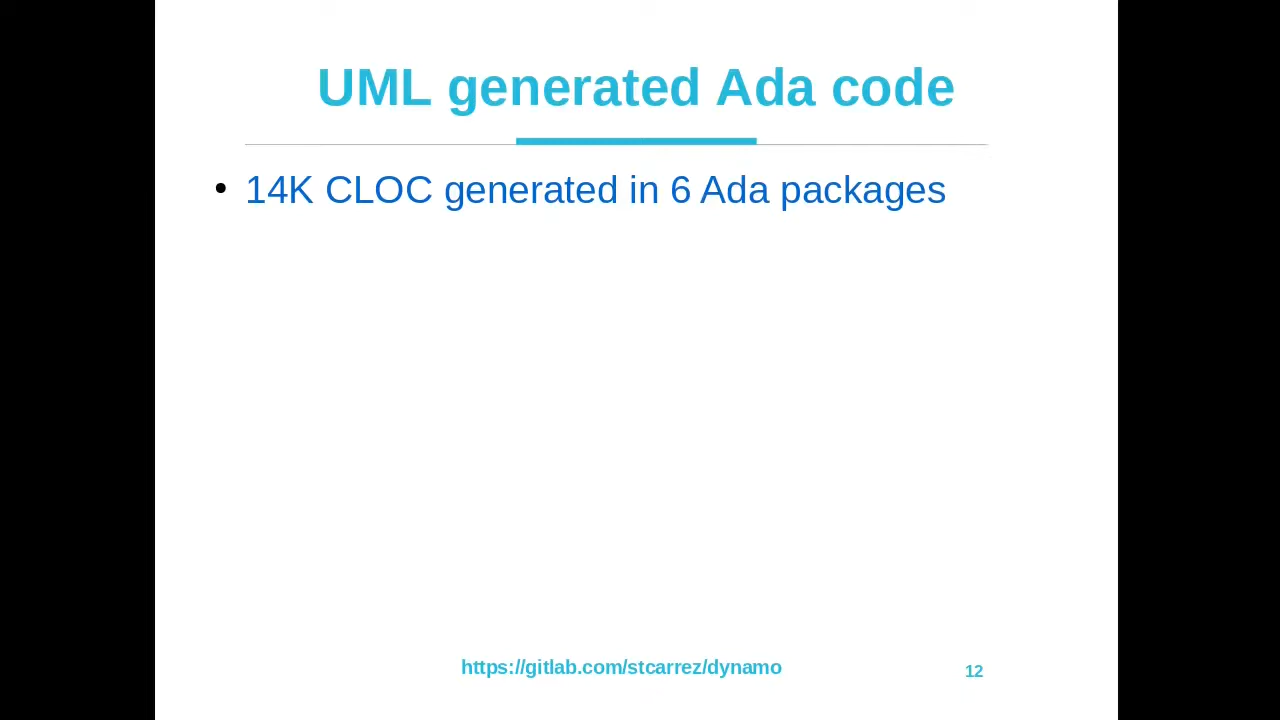 UML generated Ada code
• 14K CLOC generated in 6 Ada packages
https://gitlab.com/stcarrez/dynamo
12